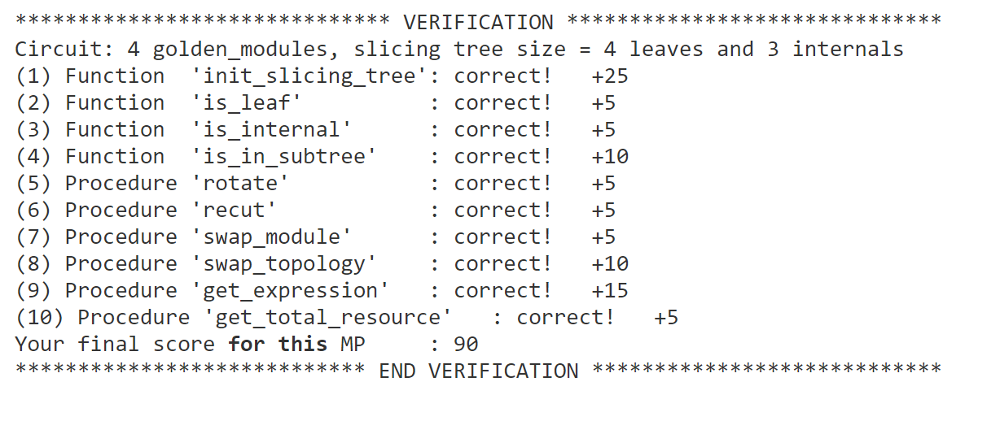 ****************************** VERIFICATION ******************************
Circuit: 4 golden_modules, slicing tree size = 4 leaves and 3 internals
(1) Function  'init_slicing_tree': correct!   +25
(2) Function  'is_leaf'          : correct!   +5
(3) Function  'is_internal'      : correct!   +5
(4) Function  'is_in_subtree'    : correct!   +10
(5) Procedure 'rotate'           : correct!   +5
(6) Procedure 'recut'            : correct!   +5
(7) Procedure 'swap_module'      : correct!   +5
(8) Procedure 'swap_topology'    : correct!   +10
(9) Procedure 'get_expression'   : correct!   +15
(10) Procedure 'get_total_resource'   : correct!   +5
Your final score for this MP     : 90
**************************** END VERIFICATION ****************************